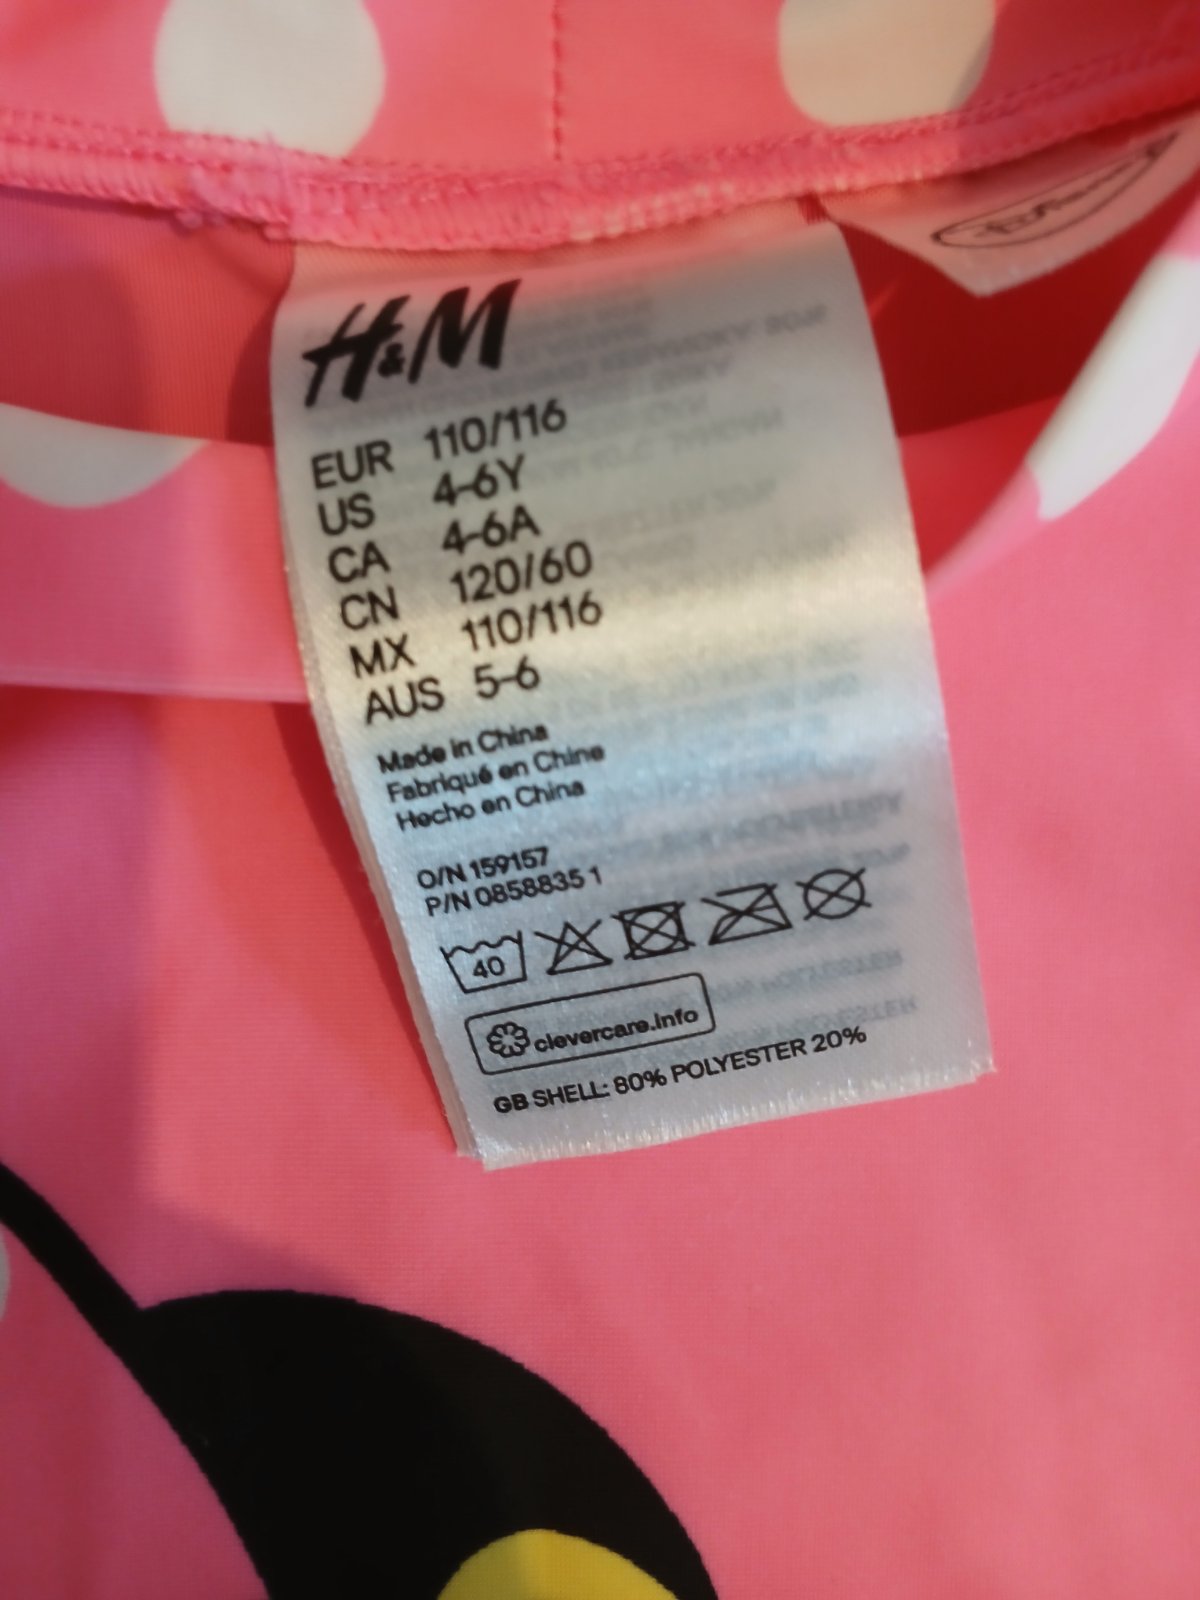 H&M
EUR 110/116
US 4-6Y
CA 4-6A
CN 120/60
MX 110/116
AUS 5-6
Made in China
Fabriqué en Chine
Hecho en China
O/N 159157
P/N 0858835 1
40
clevercare.info
GB SHELL: 80% POLYESTER 20%
Disney